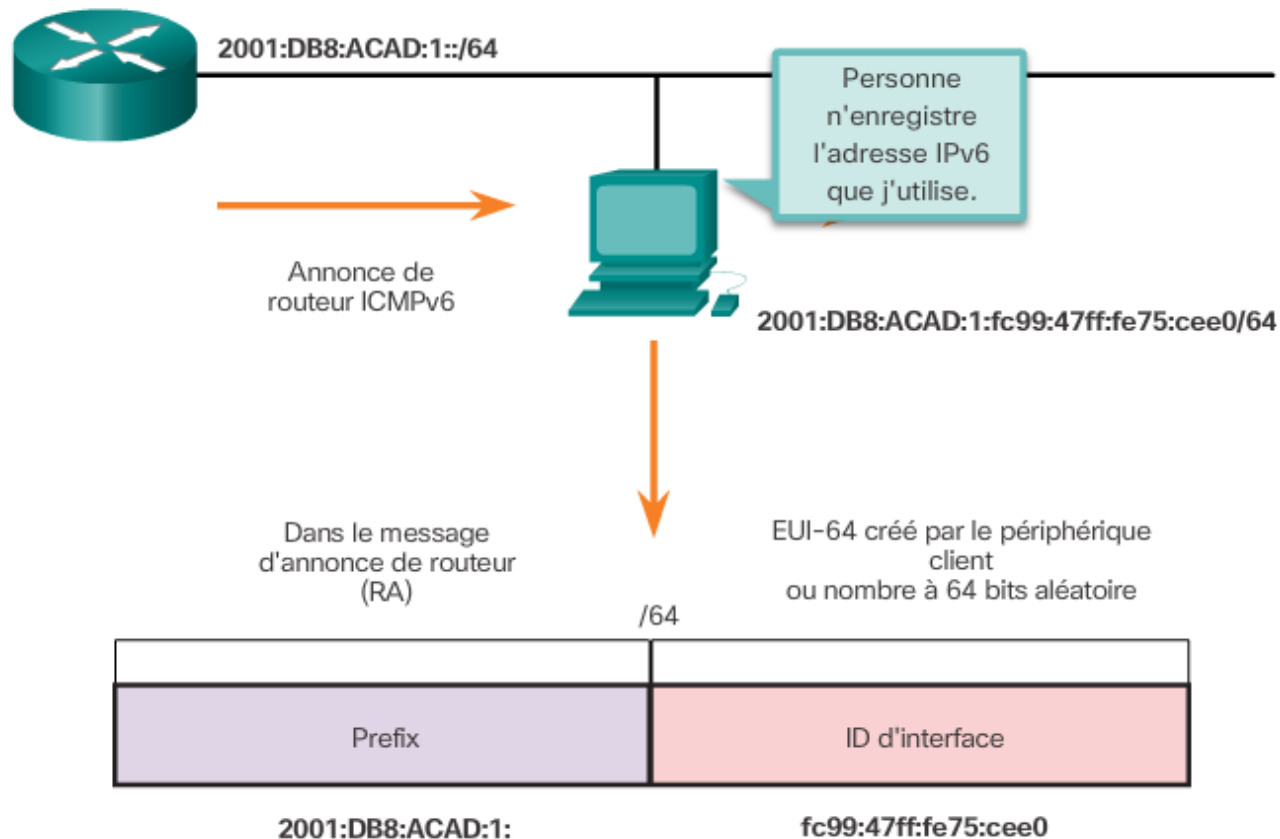 2001:DB8:ACAD:1::/64
Personne
n'enregistre
l'adresse IPv6
que j'utilise.
Annonce de
routeur ICMPv6
2001:DB8:ACAD:1:fc99:47ff:fe75:cee0/64
Dans le message
d'annonce de routeur
(RA)
EUI-64 créé par le périphérique
client
ou nombre à 64 bits aléatoire
/64
Prefix
ID d'interface
2001:DB8:ACAD:1:
fc99:47ff:fe75:cee0